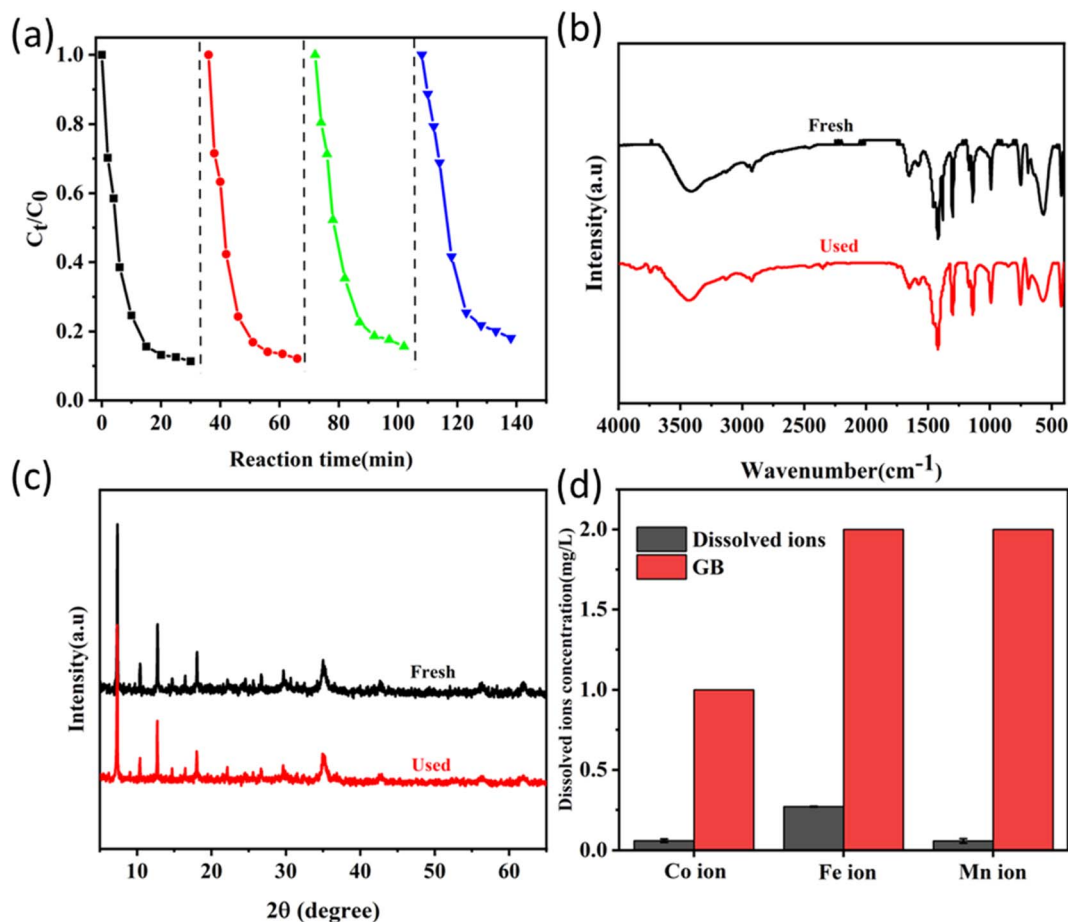 (a)
1.0
0.8
0.6
0.4
0.2
0.0
Ct/C0
0 20 40 60 80 100 120 140
Reaction time(min)
(b)
Fresh
Used
Intensity(a.u)
4000 3500 3000 2500 2000 1500 1000 500
Wavenumber(cm-1)
(c)
Fresh
Used
Intensity(a.u)
10 20 30 40 50 60
2θ (degree)
(d)
Dissolved ions
GB
2.0
1.5
1.0
0.5
0.0
Dissolved ions concentration(mg/L)
Co ion Fe ion Mn ion